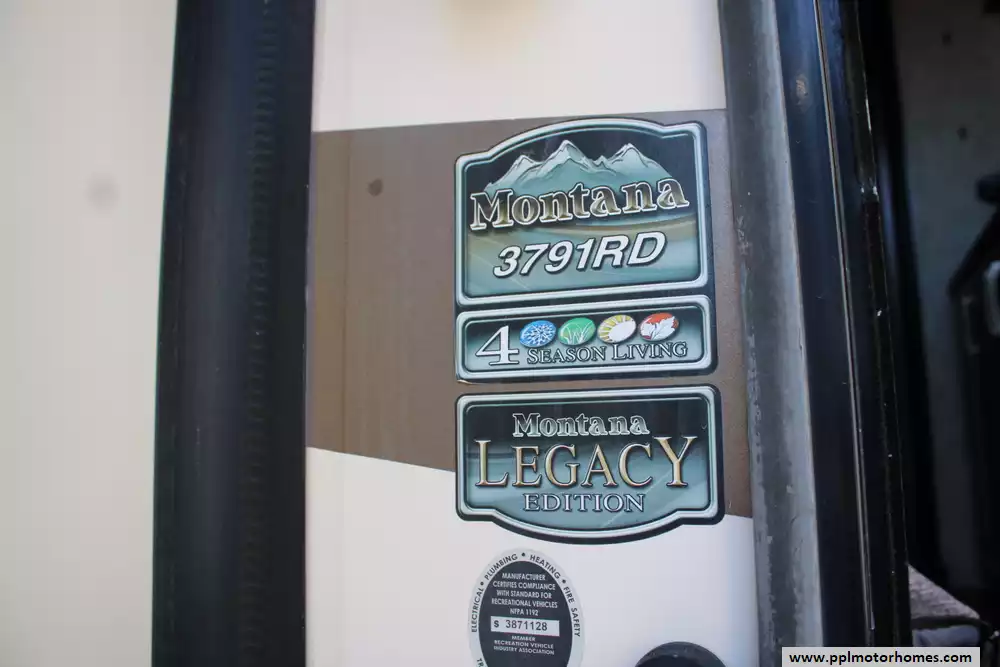 Montana
3791RD
4 SEASON LIVING
Montana
LEGACY
EDITION
ELECTRICAL • PLUMBING • HEATING • FIRE SAFETY
MANUFACTURER
CERTIFIES COMPLIANCE
WITH STANDARD FOR
RECREATIONAL VEHICLES
NFPA 1192
S 3871128
MEMBER
RECREATION VEHICLE
INDUSTRY ASSOCIATION
www.pplmotorhomes.com